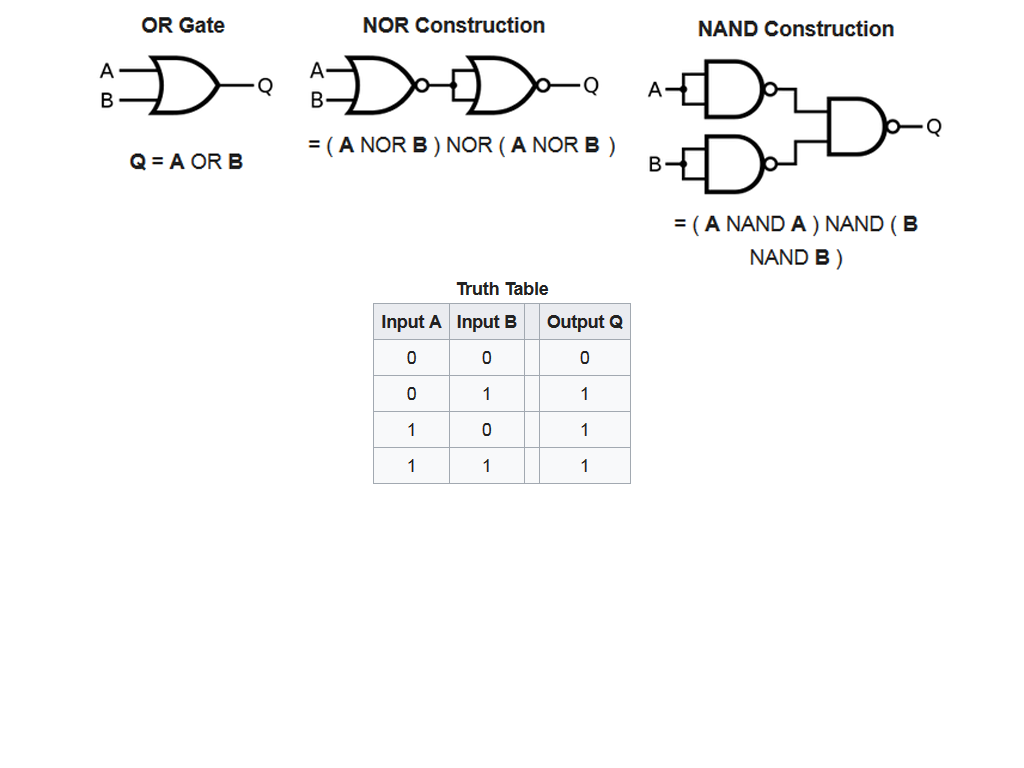 OR Gate
A
B
Q
Q = A OR B
NOR Construction
A
B
Q
= ( A NOR B ) NOR ( A NOR B )
NAND Construction
A
B
Q
= ( A NAND A ) NAND ( B
NAND B )
Truth Table
Input A Input B Output Q
0 0 0
0 1 1
1 0 1
1 1 1